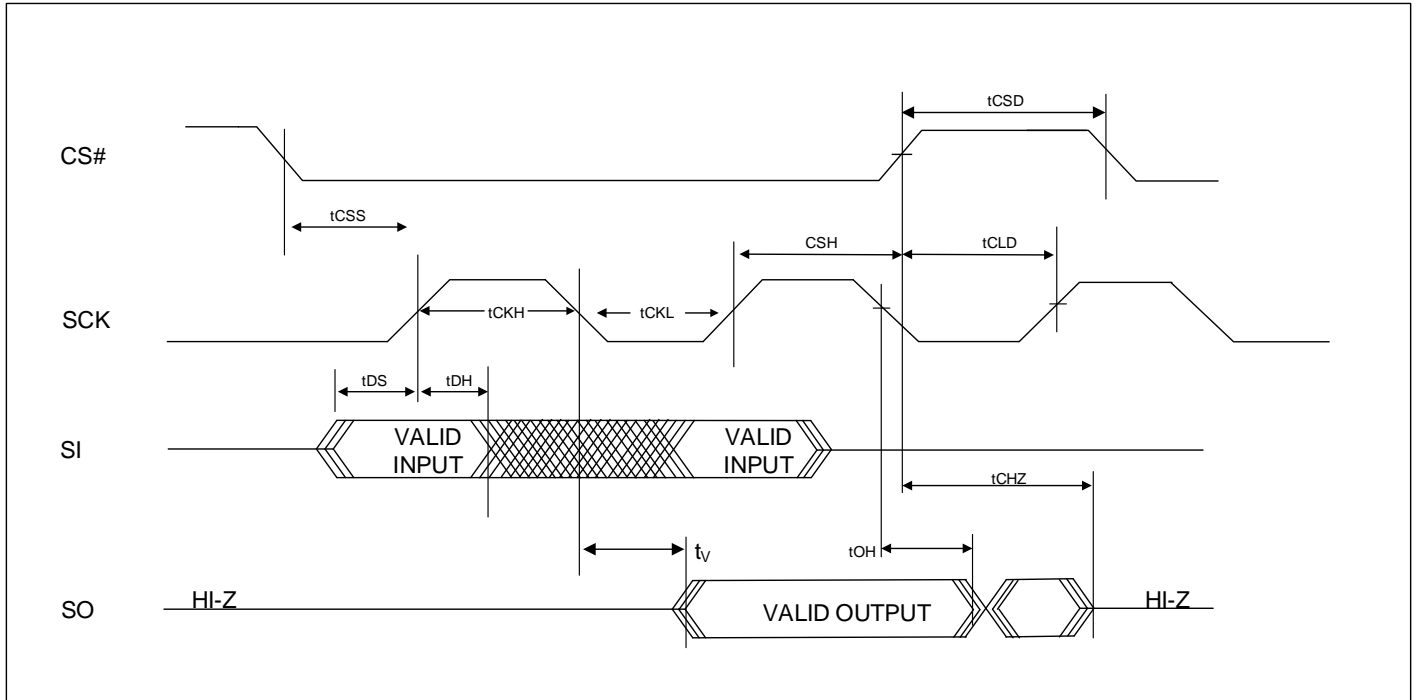 tCSD
CS#
tCSS
CSH
tCLD
SCK
tCKH
tCKL
tDS
tDH
SI
VALID
INPUT
VALID
INPUT
tCHZ
tV
tOH
SO
HI-Z
VALID OUTPUT
HI-Z